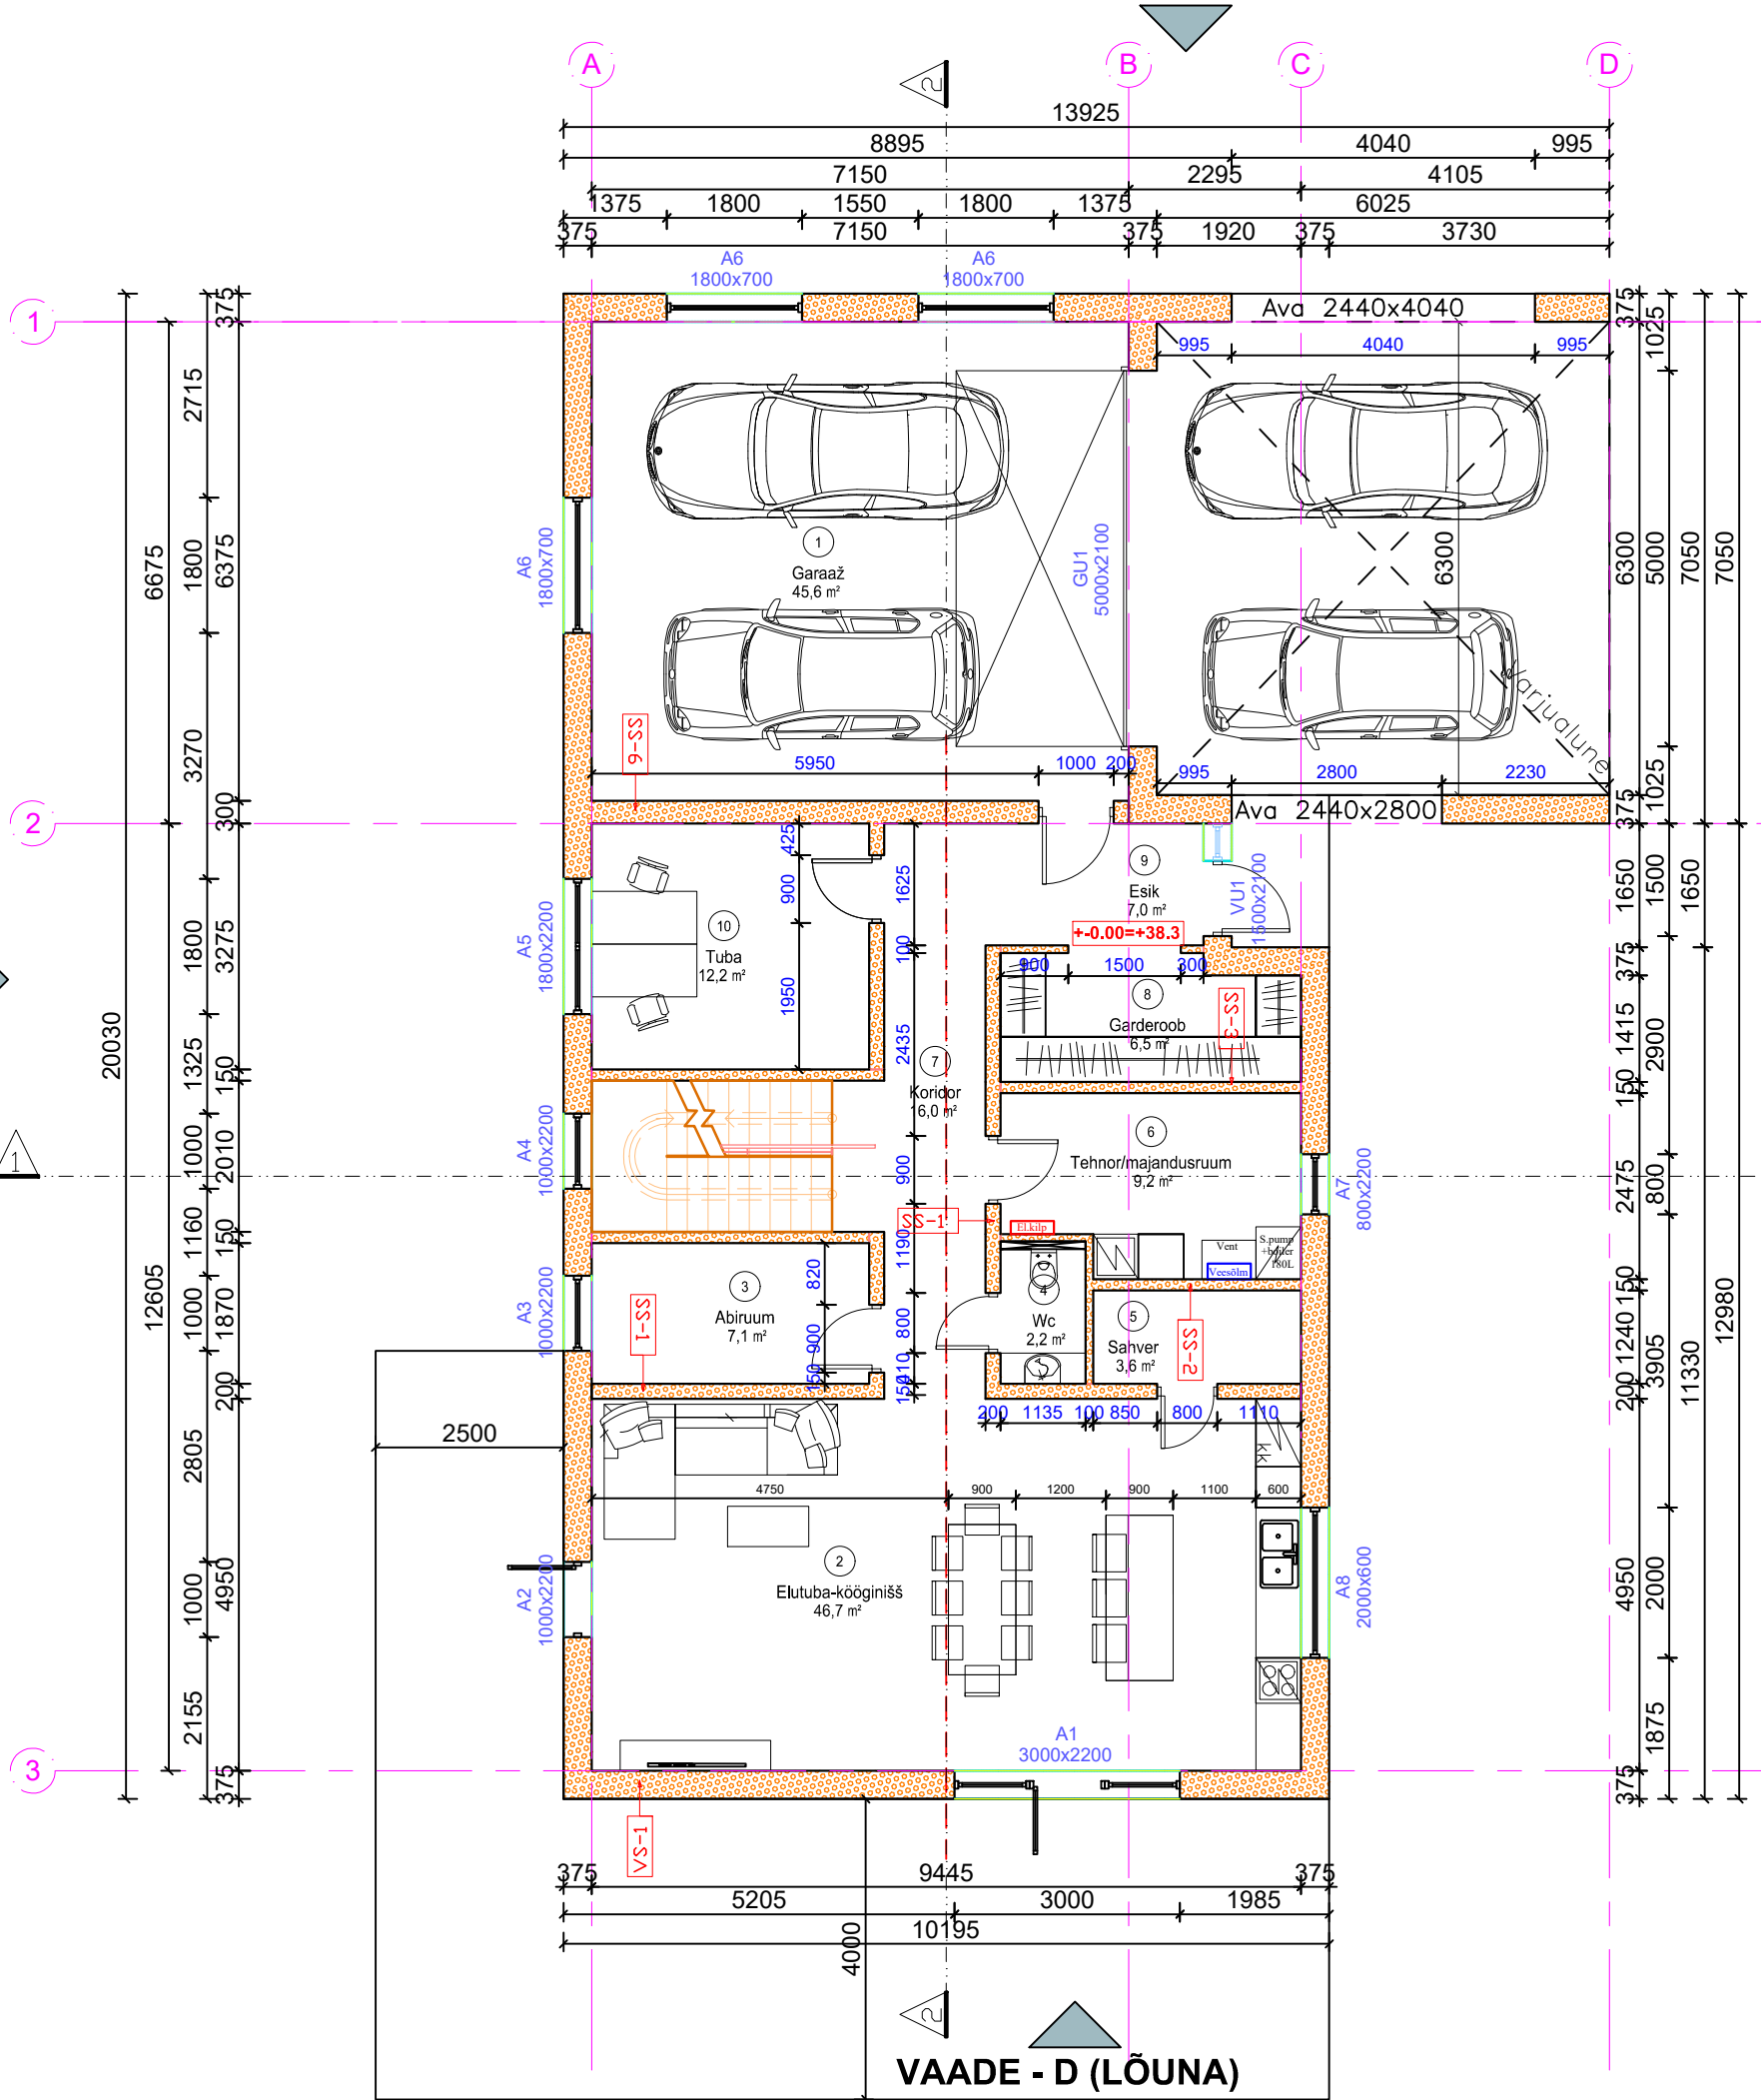 A
B
C
D
2
13925
8895
4040
995
7150
2295
4105
1375
1800
1550
1800
1375
6025
375
7150
375
1920
375
3730
A6
1800x700
A6
1800x700
1
Ava 2440x4040
995
4040
995
375
2715
1800
6375
6675
3270
300
A6
1800x700
1
Garaaž
45,6 m²
GU1
5000x2100
6300
Varjualune
375
1025
6300
5000
7050
7050
1025
375
SS-6
5950
1000
200
995
2800
2230
2
Ava 2440x2800
425
900
1950
1625
100
2435
900
1190
800
410
150
9
Esik
7,0 m²
VU1
1500x2100
+-0.00=+38.3
900
1500
300
10
Tuba
12,2 m²
A5
1800x2200
8
Garderoob
6,5 m²
SS-3
7
Koridor
16,0 m²
6
Tehnor/majandusruum
9,2 m²
20030
12605
1800
3275
1325
150
1000
2010
1160
150
1000
1870
200
2805
1000
4950
2155
375
A4
1000x2200
1
A7
800x2200
SS-1
El.kilp
Vent
Veesõlm
S.pump
+boiler
180L
A3
1000x2200
SS-1
3
Abiruum
7,1 m²
820
900
150
4
Wc
2,2 m²
5
Sahver
3,6 m²
SS-2
1650
1500
1650
375
1415
2900
150
2475
800
150
1240
3905
200
11330
12980
4950
2000
1875
375
200
1135
100
850
800
1110
kk
2500
4750
900
1200
900
1100
600
A2
1000x2200
2
Elutuba-kööginišš
46,7 m²
A8
2000x600
A1
3000x2200
3
VS-1
375
9445
375
5205
3000
1985
10195
4000
2
VAADE - D (LÕUNA)